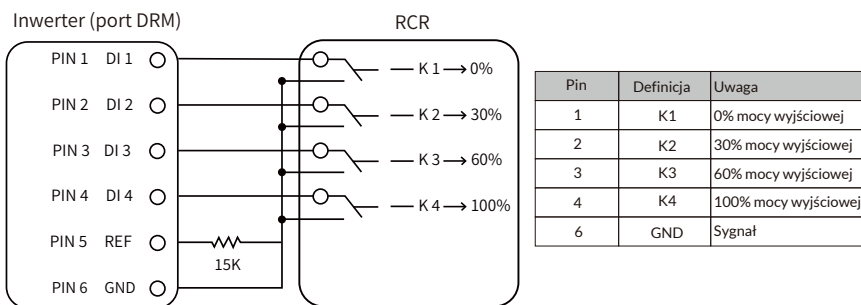 Inwerter (port DRM)
RCR
PIN 1 DI 1
K 1 → 0%
PIN 2 DI 2
K 2 → 30%
PIN 3 DI 3
K 3 → 60%
PIN 4 DI 4
K 4 → 100%
PIN 5 REF
15K
PIN 6 GND
Pin Definicja Uwaga
1 K1 0% mocy wyjściowej
2 K2 30% mocy wyjściowej
3 K3 60% mocy wyjściowej
4 K4 100% mocy wyjściowej
6 GND Sygnał